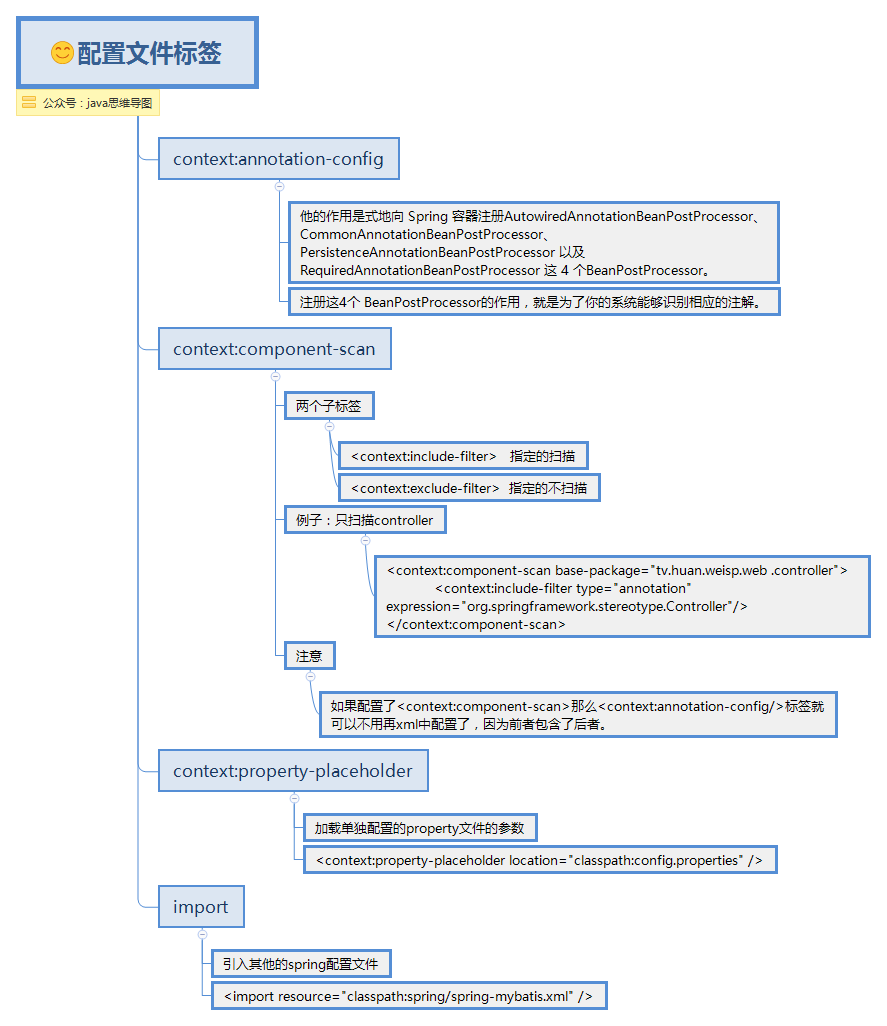 😊配置文件标签
公众号：java思维导图
context:annotation-config
他的作用是式地向 Spring 容器注册AutowiredAnnotationBeanPostProcessor、
CommonAnnotationBeanPostProcessor、
PersistenceAnnotationBeanPostProcessor 以及
RequiredAnnotationBeanPostProcessor 这 4 个BeanPostProcessor。
注册这4个 BeanPostProcessor的作用，就是为了你的系统能够识别相应的注解。
context:component-scan
两个子标签
<context:include-filter> 指定的扫描
<context:exclude-filter> 指定的不扫描
例子：只扫描controller
<context:component-scan base-package="tv.huan.weisp.web .controller">
<context:include-filter type="annotation"
expression="org.springframework.stereotype.Controller"/>
</context:component-scan>
注意
如果配置了<context:component-scan>那么<context:annotation-config/>标签就
可以不用再xml中配置了，因为前者包含了后者。
context:property-placeholder
加载单独配置的property文件的参数
<context:property-placeholder location="classpath:config.properties" />
import
引入其他的spring配置文件
<import resource="classpath:spring/spring-mybatis.xml" />